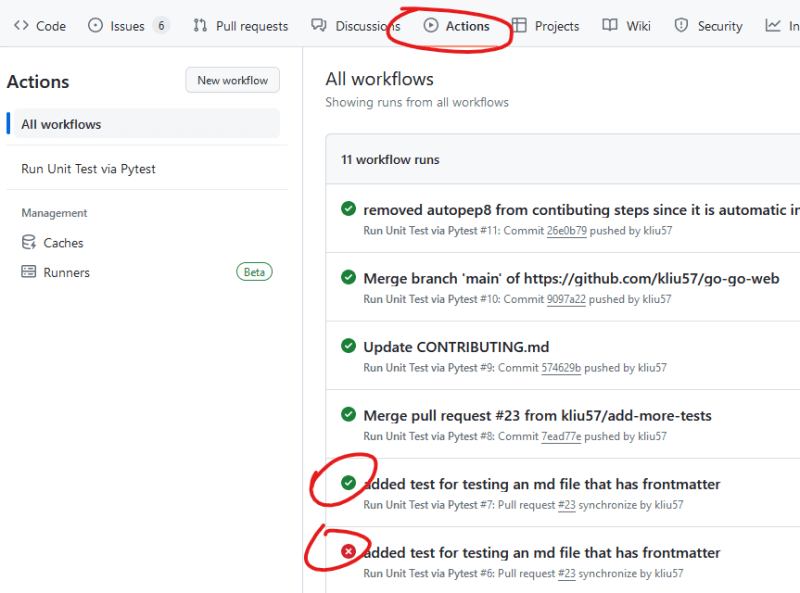 Code Issues 6 Pull requests Discussions Actions Projects Wiki Security In
Actions New workflow
All workflows
Run Unit Test via Pytest
Management
Caches
Runners Beta
All workflows
Showing runs from all workflows
11 workflow runs
removed autopep8 from contibuting steps since it is automatic in
Run Unit Test via Pytest #11: Commit 26e0b79 pushed by kliu57
Merge branch 'main' of https://github.com/kliu57/go-go-web
Run Unit Test via Pytest #10: Commit 9097a22 pushed by kliu57
Update CONTRIBUTING.md
Run Unit Test via Pytest #9: Commit 574629b pushed by kliu57
Merge pull request #23 from kliu57/add-more-tests
Run Unit Test via Pytest #8: Commit 7ead77e pushed by kliu57
added test for testing an md file that has frontmatter
Run Unit Test via Pytest #7: Pull request #23 synchronize by kliu57
added test for testing an md file that has frontmatter
Run Unit Test via Pytest #6: Pull request #23 synchronize by kliu57